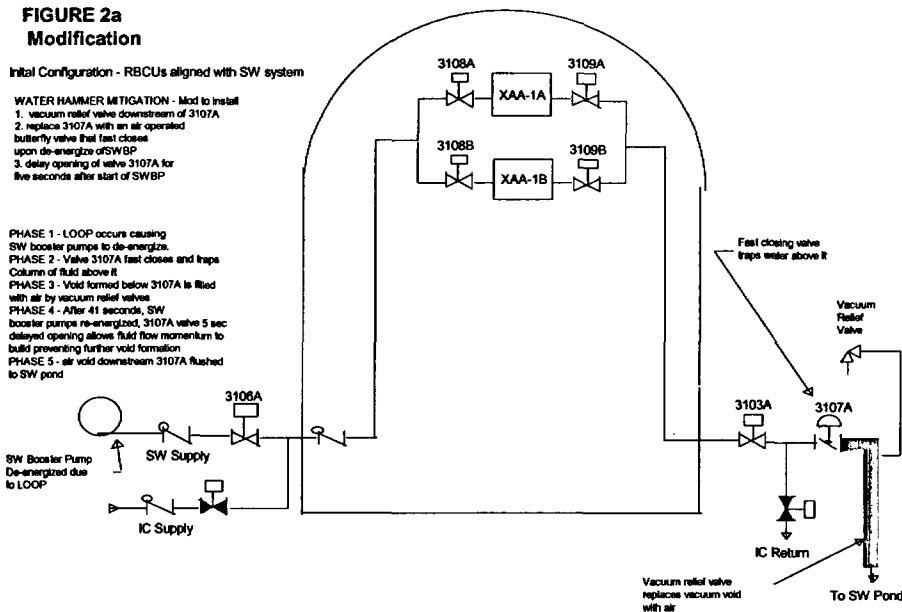 FIGURE 2a
Modification
Inital Configuration - RBCUs aligned with SW system
WATER HAMMER MITIGATION - Mod to install
1. vacuum relief valve downstream of 3107A
2. replace 3107A with an air operated
butterfly valve that fast closes
upon de-energize of SWBP
3. delay opening of valve 3107A for
five seconds after start of SWBP
PHASE 1 - LOOP occurs causing
SW booster pumps to de-energize.
PHASE 2 - Valve 3107A fast closes and traps
Column of fluid above it
PHASE 3 - Void formed below 3107A is filled
with air by vacuum relief valves
PHASE 4 - After 41 seconds, SW
booster pumps re-energized, 3107A valve 5 sec
delayed opening allows fluid flow momentum to
build preventing further void formation
PHASE 5 - air void downstream 3107A flushed
to SW pond
3108A
3109A
XAA-1A
3108B
3109B
XAA-1B
Fast closing valve
traps water above it
Vacuum
Relief
Valve
3106A
3103A
3107A
SW Supply
SW Booster Pump
De-energized due
to LOOP
IC Supply
IC Return
Vacuum relief valve
replaces vacuum void
with air
To SW Pond